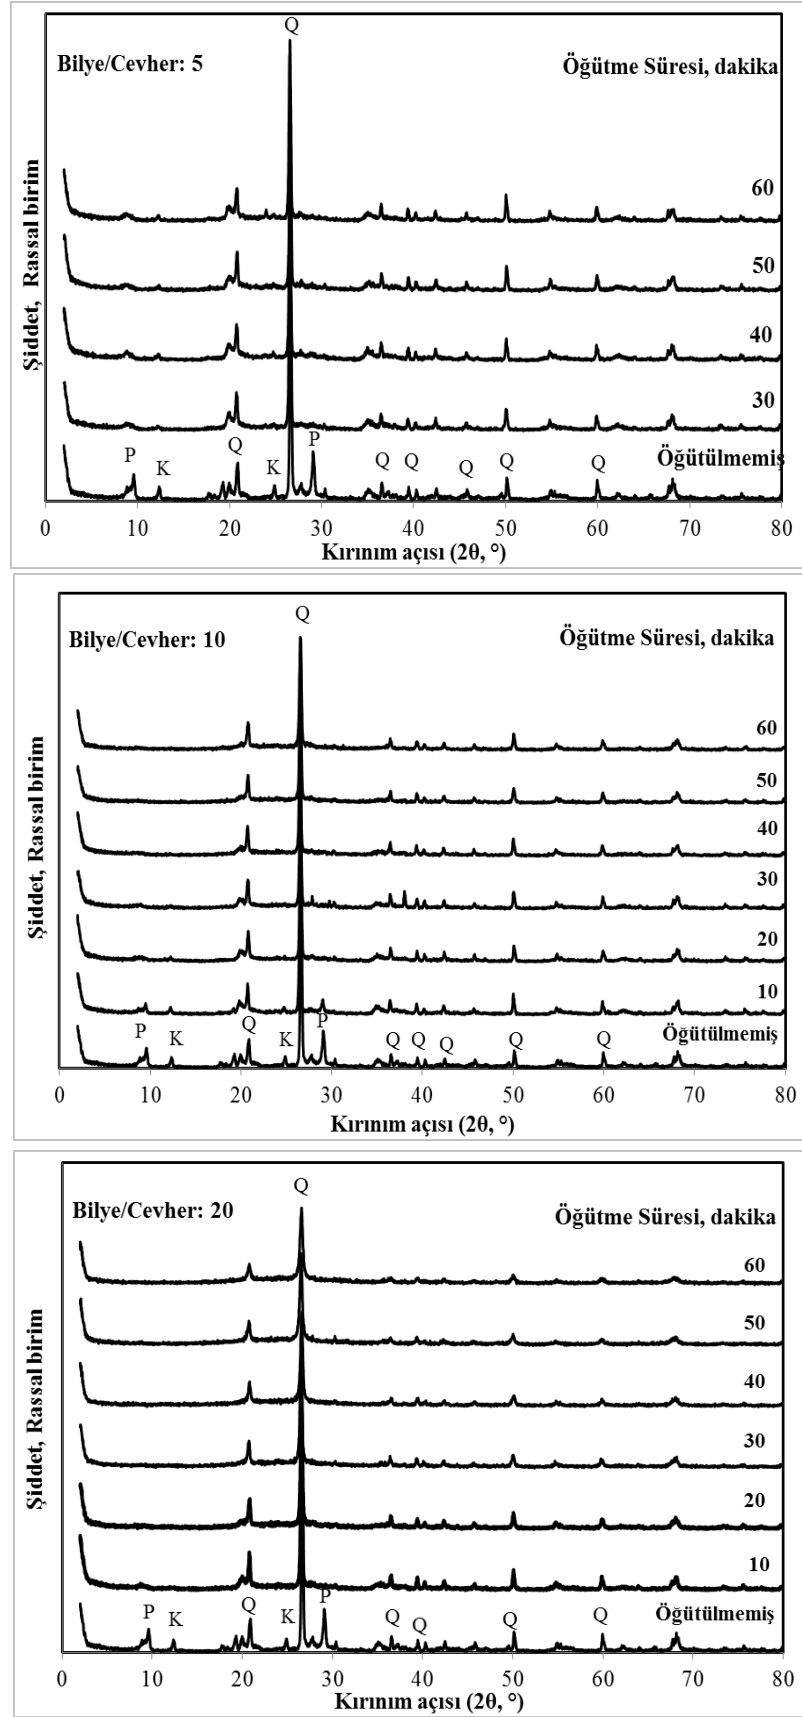 Q
Bilye/Cevher: 5
Öğütme Süresi, dakika
60
50
40
30
Öğütülmemiş
P
K
Q
K
P
Q
Q
Q
Q
Q
Şiddet, Rassal birim
0 10 20 30 40 50 60 70 80
Kırınım açısı (2θ, °)
Q
Bilye/Cevher: 10
Öğütme Süresi, dakika
60
50
40
30
20
10
Öğütülmemiş
P
K
Q
K
P
Q
Q
Q
Q
Q
Şiddet, Rassal birim
0 10 20 30 40 50 60 70 80
Kırınım açısı (2θ, °)
Q
Bilye/Cevher: 20
Öğütme Süresi, dakika
60
50
40
30
20
10
Öğütülmemiş
P
K
Q
K
P
Q
Q
Q
Q
Şiddet, Rassal birim
0 10 20 30 40 50 60 70 80
Kırınım açısı (2θ, °)